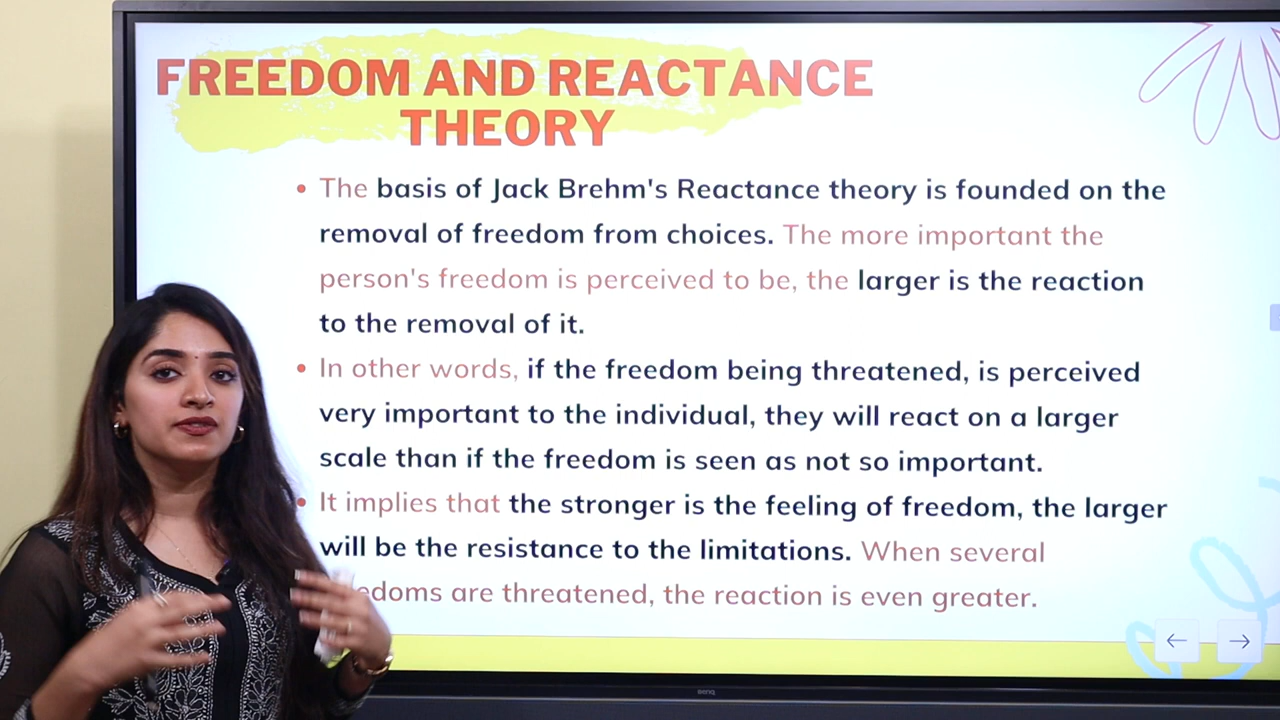 FREEDOM AND REACTANCE
THEORY
• The basis of Jack Brehm's Reactance theory is founded on the
removal of freedom from choices. The more important the
person's freedom is perceived to be, the larger is the reaction
to the removal of it.
• In other words, if the freedom being threatened, is perceived
very important to the individual, they will react on a larger
scale than if the freedom is seen as not so important.
• It implies that the stronger is the feeling of freedom, the larger
will be the resistance to the limitations. When several
edoms are threatened, the reaction is even greater.
BenQ